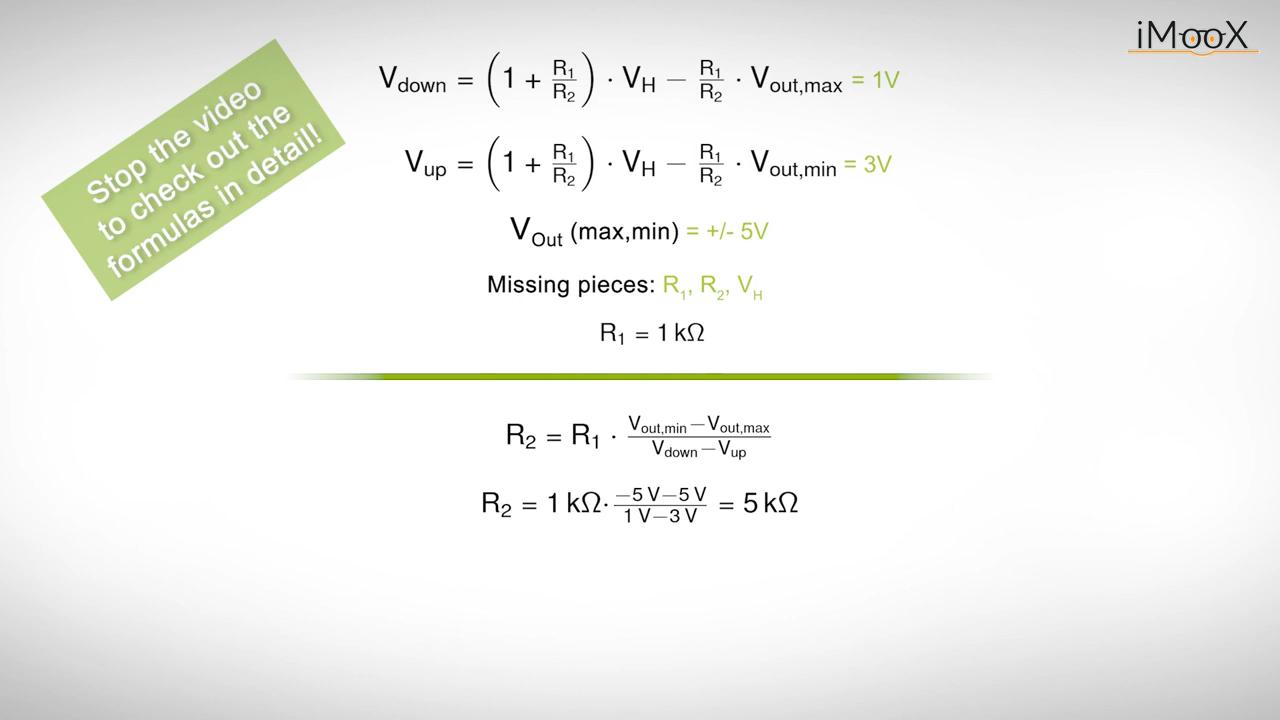 iMooX
Stop the video
to check out the
formulas in detail!
V_down = (1 + R₁/R₂) · V_H − R₁/R₂ · V_out,max = 1V
V_up = (1 + R₁/R₂) · V_H − R₁/R₂ · V_out,min = 3V
V_Out (max,min) = +/- 5V
Missing pieces: R₁, R₂, V_H
R₁ = 1 kΩ
R₂ = R₁ · (V_out,min − V_out,max)/(V_down − V_up)
R₂ = 1 kΩ · (−5 V − 5 V)/(1 V − 3 V) = 5 kΩ